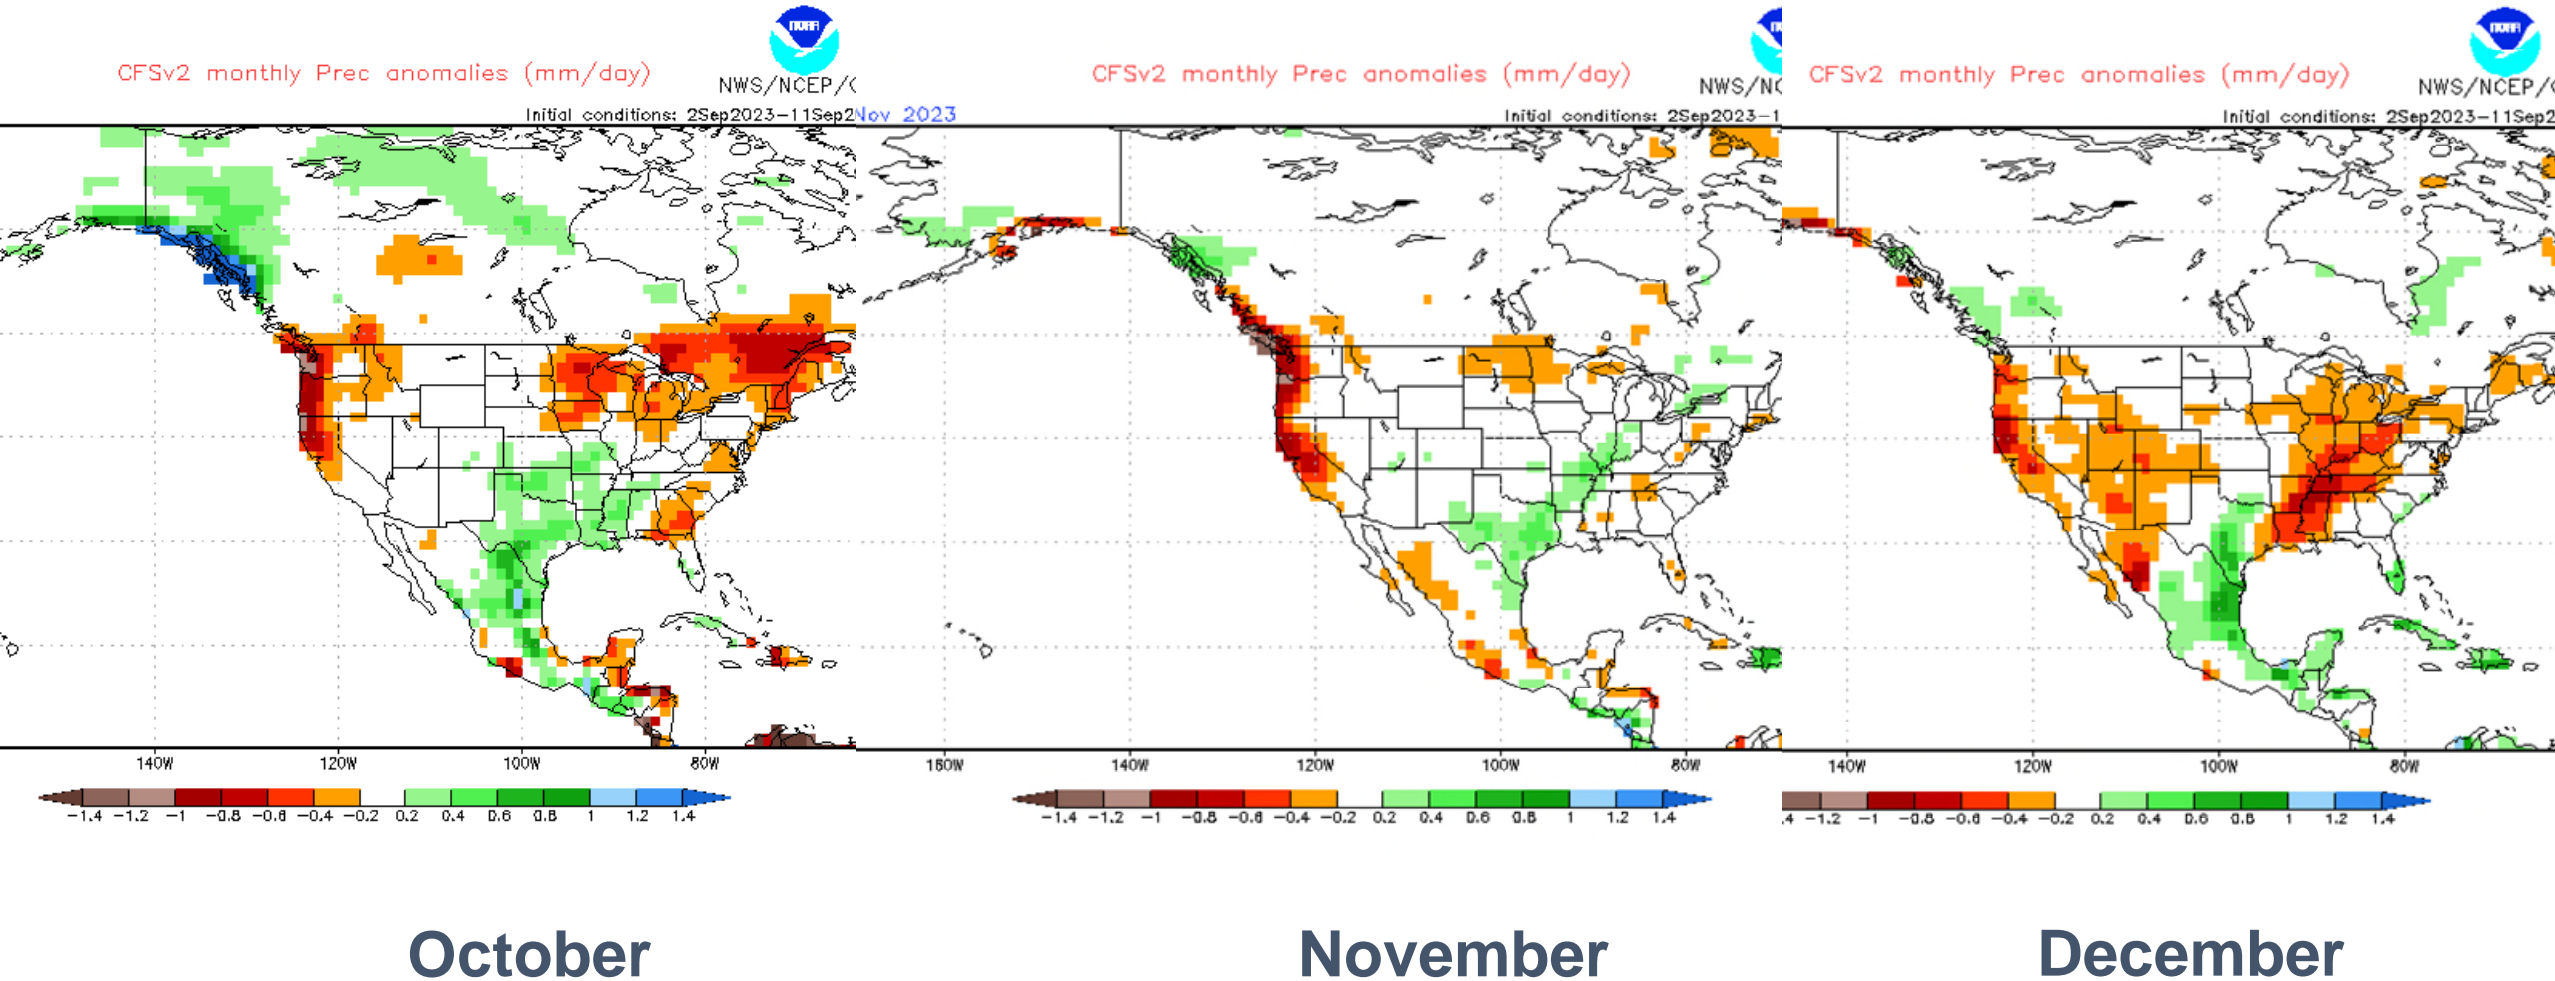 NOAA
CFSv2 monthly Prec anomalies (mm/day)
NWS/NCEP/
Initial conditions: 2Sep2023-11Sep2
140W 120W 100W 80W
-1.4 -1.2 -1 -0.8 -0.6 -0.4 -0.2 0.2 0.4 0.6 0.8 1 1.2 1.4
October
CFSv2 monthly Prec anomalies (mm/day)
NWS/NC
Nov 2023
Initial conditions: 2Sep2023-1
160W 140W 120W 100W 80W
-1.4 -1.2 -1 -0.8 -0.6 -0.4 -0.2 0.2 0.4 0.6 0.8 1 1.2 1.4
November
NOAA
CFSv2 monthly Prec anomalies (mm/day)
NWS/NCEP/
Initial conditions: 2Sep2023-11Sep2
140W 120W 100W 80W
.4 -1.2 -1 -0.8 -0.6 -0.4 -0.2 0.2 0.4 0.6 0.8 1 1.2 1.4
December